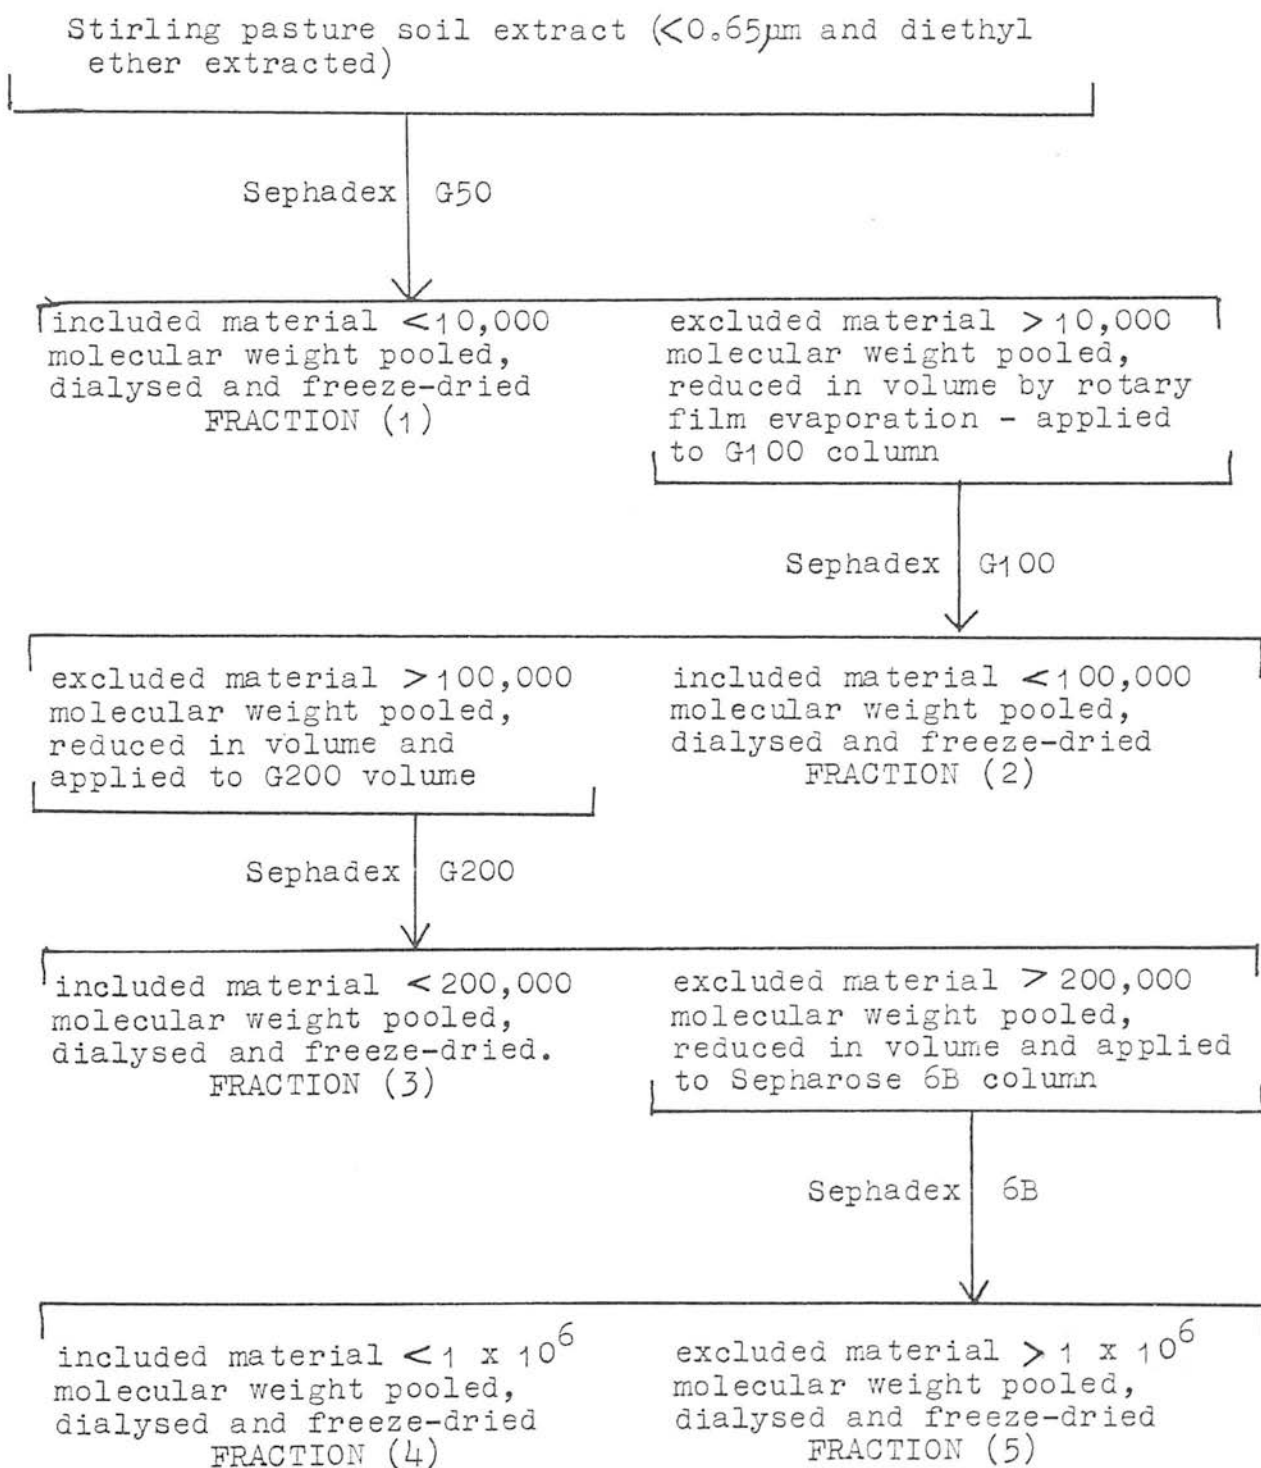 Stirling pasture soil extract (<0.65µm and diethyl
ether extracted)
Sephadex G50
included material <10,000
molecular weight pooled,
dialysed and freeze-dried
FRACTION (1)
excluded material >10,000
molecular weight pooled,
reduced in volume by rotary
film evaporation - applied
to G100 column
Sephadex G100
excluded material >100,000
molecular weight pooled,
reduced in volume and
applied to G200 volume
included material <100,000
molecular weight pooled,
dialysed and freeze-dried
FRACTION (2)
Sephadex G200
included material <200,000
molecular weight pooled,
dialysed and freeze-dried.
FRACTION (3)
excluded material >200,000
molecular weight pooled,
reduced in volume and applied
to Sepharose 6B column
Sephadex 6B
included material <1 x 10⁶
molecular weight pooled,
dialysed and freeze-dried
FRACTION (4)
excluded material >1 x 10⁶
molecular weight pooled,
dialysed and freeze-dried
FRACTION (5)